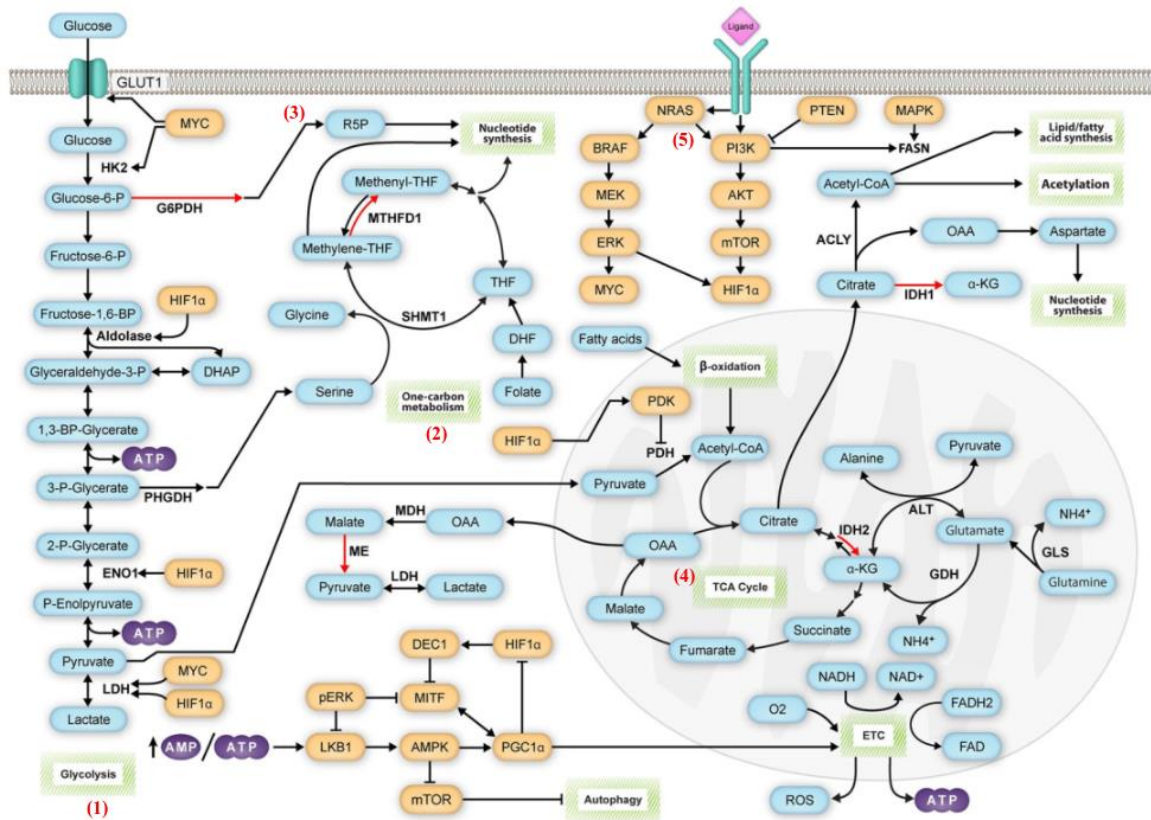 Glucose
GLUT1
MYC
Glucose
HK2
Glucose-6-P
G6PDH
Fructose-6-P
Fructose-1,6-BP
HIF1α
Aldolase
Glyceraldehyde-3-P
DHAP
1,3-BP-Glycerate
ATP
3-P-Glycerate
PHGDH
2-P-Glycerate
ENO1
HIF1α
P-Enolpyruvate
ATP
Pyruvate
MYC
LDH
HIF1α
Lactate
Glycolysis
(1)
(3)
R5P
Nucleotide
synthesis
Methenyl-THF
MTHFD1
Methylene-THF
THF
Glycine
SHMT1
DHF
Serine
One-carbon
metabolism
Folate
(2)
Ligand
NRAS
PTEN
MAPK
(5)
BRAF
PI3K
FASN
MEK
AKT
ERK
mTOR
MYC
HIF1α
Lipid/fatty
acid synthesis
Acetyl-CoA
Acetylation
ACLY
OAA
Aspartate
Citrate
IDH1
α-KG
Nucleotide
synthesis
Fatty acids
β-oxidation
PDK
HIF1α
PDH
Acetyl-CoA
Pyruvate
Alanine
Pyruvate
Malate
MDH
OAA
Citrate
IDH2
ALT
Glutamate
NH4+
ME
OAA
α-KG
GLS
(4)
TCA Cycle
GDH
Glutamine
Pyruvate
LDH
Lactate
Malate
Succinate
NH4+
Fumarate
DEC1
HIF1α
NADH
NAD+
pERK
MITF
O2
FADH2
AMP / ATP
LKB1
AMPK
PGC1α
ETC
FAD
mTOR
Autophagy
ROS
ATP